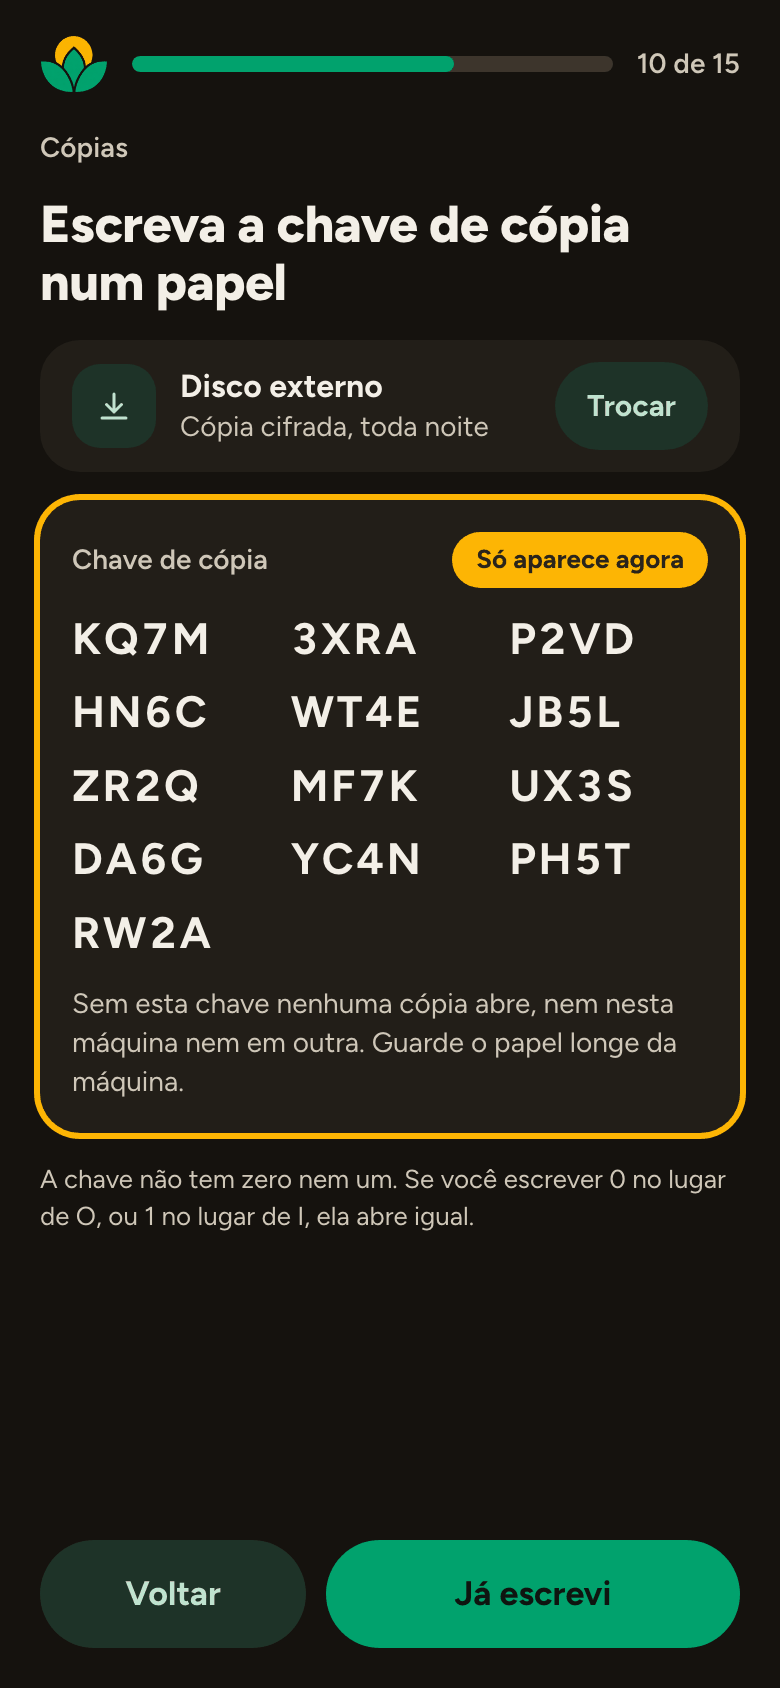 10 de 15
Cópias
Escreva a chave de cópia
num papel
Disco externo
Cópia cifrada, toda noite
Trocar
Chave de cópia
Só aparece agora
KQ7M 3XRA P2VD
HN6C WT4E JB5L
ZR2Q MF7K UX3S
DA6G YC4N PH5T
RW2A
Sem esta chave nenhuma cópia abre, nem nesta
máquina nem em outra. Guarde o papel longe da
máquina.
A chave não tem zero nem um. Se você escrever 0 no lugar
de O, ou 1 no lugar de I, ela abre igual.
Voltar
Já escrevi